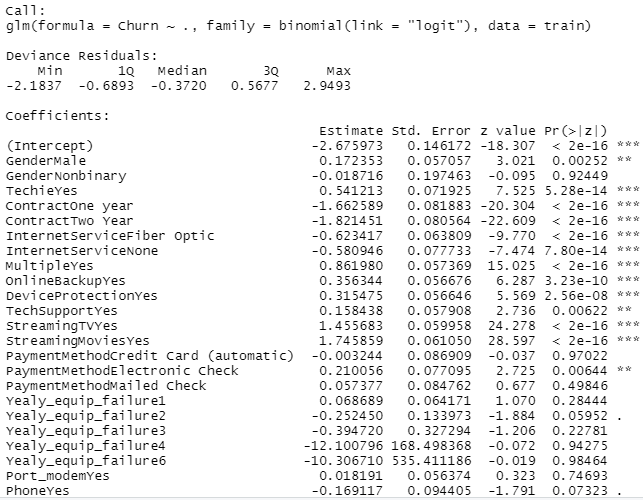 Call:
glm(formula = Churn ~ ., family = binomial(link = "logit"), data = train)
Deviance Residuals:
Min 1Q Median 3Q Max
-2.1837 -0.6893 -0.3720 0.5677 2.9493
Coefficients:
Estimate Std. Error z value Pr(>|z|)
(Intercept) -2.675973 0.146172 -18.307 < 2e-16 ***
GenderMale 0.172353 0.057057 3.021 0.00252 **
GenderNonbinary -0.018716 0.197463 -0.095 0.92449
TechieYes 0.541213 0.071925 7.525 5.28e-14 ***
ContractOne year -1.662589 0.081883 -20.304 < 2e-16 ***
ContractTwo Year -1.821451 0.080564 -22.609 < 2e-16 ***
InternetServiceFiber Optic -0.623417 0.063809 -9.770 < 2e-16 ***
InternetServiceNone -0.580946 0.077733 -7.474 7.80e-14 ***
MultipleYes 0.861980 0.057369 15.025 < 2e-16 ***
OnlineBackupYes 0.356344 0.056676 6.287 3.23e-10 ***
DeviceProtectionYes 0.315475 0.056646 5.569 2.56e-08 ***
TechSupportYes 0.158438 0.057908 2.736 0.00622 **
StreamingTVYes 1.455683 0.059958 24.278 < 2e-16 ***
StreamingMoviesYes 1.745859 0.061050 28.597 < 2e-16 ***
PaymentMethodCredit Card (automatic) -0.003244 0.086909 -0.037 0.97022
PaymentMethodElectronic Check 0.210056 0.077095 2.725 0.00644 **
PaymentMethodMailed Check 0.057377 0.084762 0.677 0.49846
Yealy_equip_failure1 0.068689 0.064171 1.070 0.28444
Yealy_equip_failure2 -0.252450 0.133973 -1.884 0.05952 .
Yealy_equip_failure3 -0.394720 0.327294 -1.206 0.22781
Yealy_equip_failure4 -12.100796 168.498368 -0.072 0.94275
Yealy_equip_failure6 -10.306710 535.411186 -0.019 0.98464
Port_modemYes 0.018191 0.056374 0.323 0.74693
PhoneYes -0.169117 0.094405 -1.791 0.07323 .